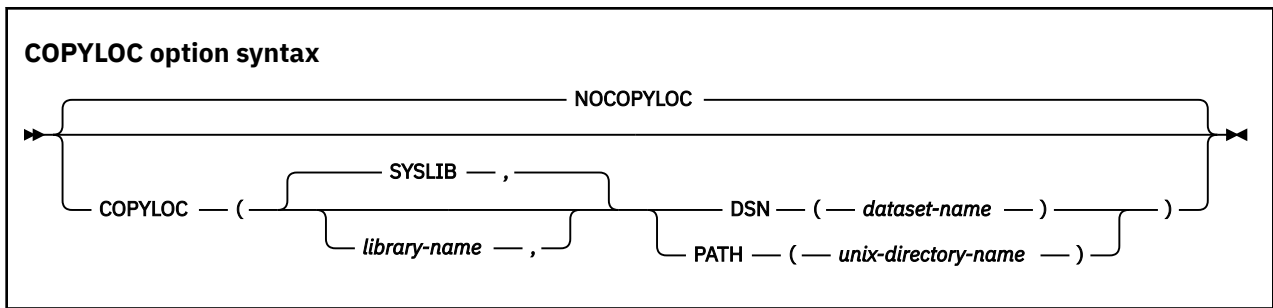 COPYLOC option syntax
NOCOPYLOC
SYSLIB ,
COPYLOC ( DSN ( dataset-name ) )
library-name , PATH ( unix-directory-name )